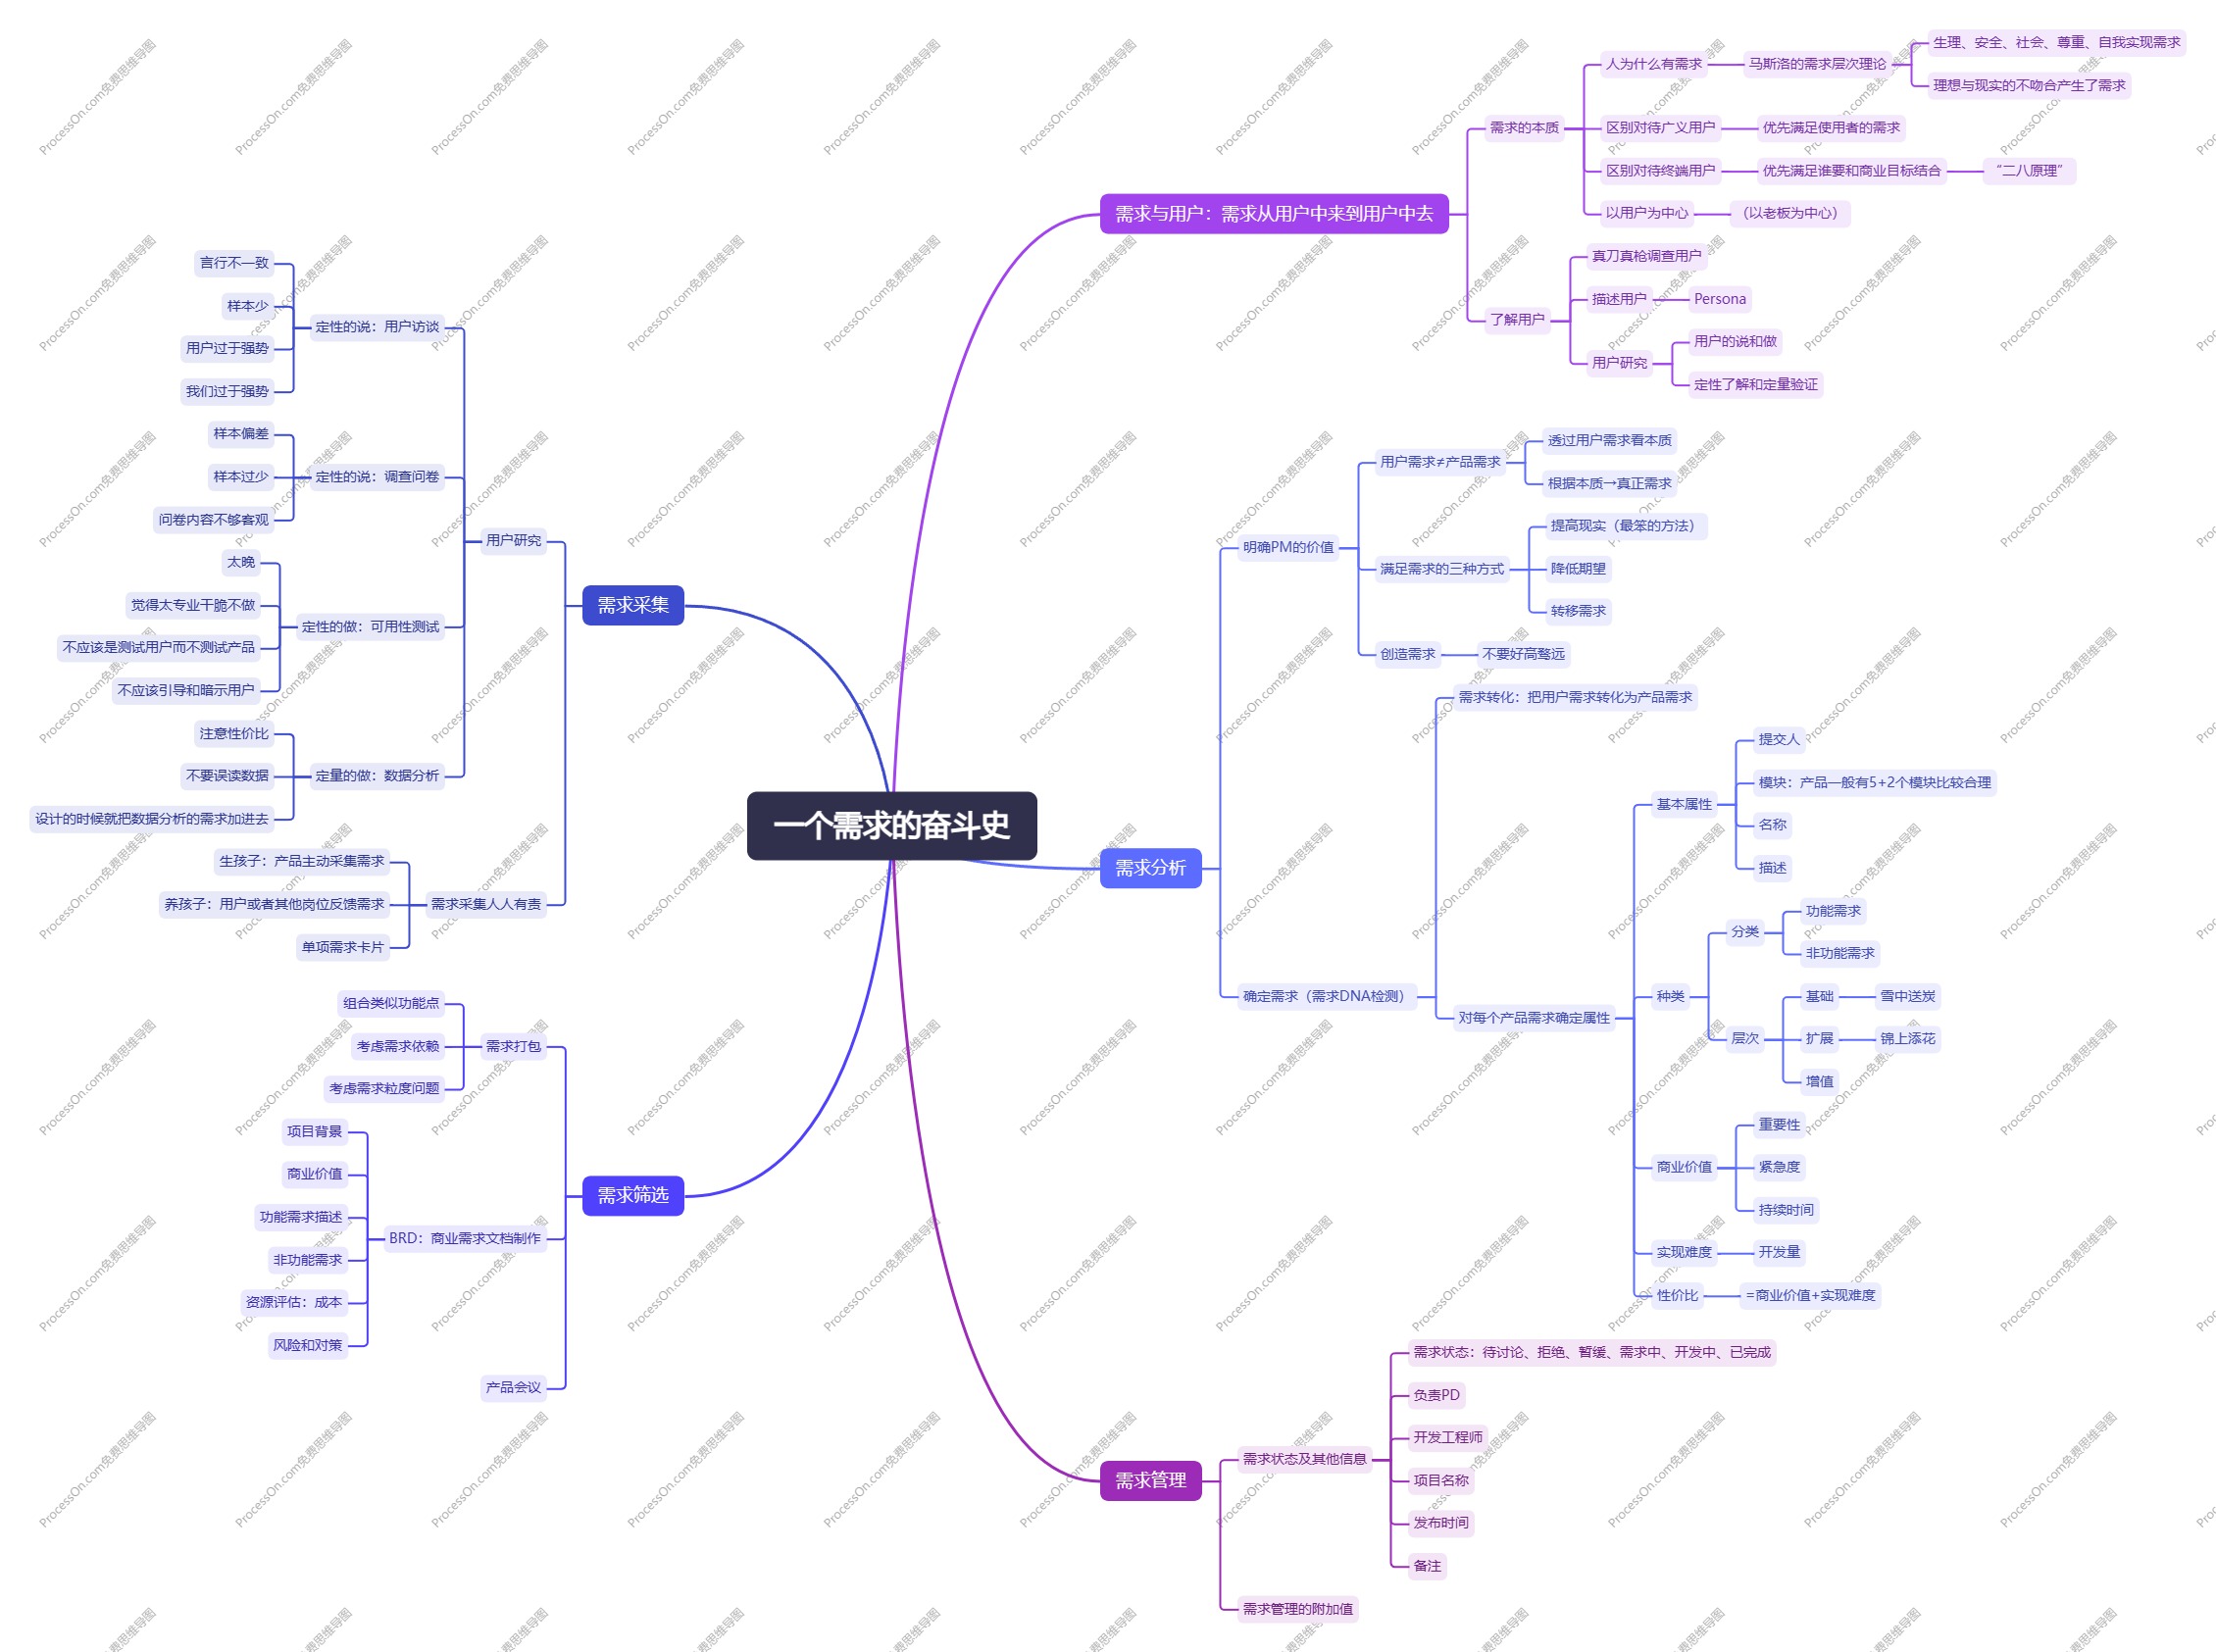 一个需求的奋斗史
需求与用户：需求从用户中来到用户中去
需求的本质
人为什么有需求
马斯洛的需求层次理论
生理、安全、社会、尊重、自我实现需求
理想与现实的不吻合产生了需求
区别对待广义用户
优先满足使用者的需求
区别对待终端用户
优先满足谁要和商业目标结合
“二八原理”
以用户为中心
（以老板为中心）
了解用户
真刀真枪调查用户
描述用户
Persona
用户研究
用户的说和做
定性了解和定量验证
需求采集
用户研究
定性的说：用户访谈
言行不一致
样本少
用户过于强势
我们过于强势
定性的说：调查问卷
样本偏差
样本过少
问卷内容不够客观
定性的做：可用性测试
太晚
觉得太专业干脆不做
不应该是测试用户而不测试产品
不应该引导和暗示用户
定量的做：数据分析
注意性价比
不要误读数据
设计的时候就把数据分析的需求加进去
需求采集人人有责
生孩子：产品主动采集需求
养孩子：用户或者其他岗位反馈需求
单项需求卡片
需求分析
明确PM的价值
用户需求≠产品需求
透过用户需求看本质
根据本质→真正需求
满足需求的三种方式
提高现实（最笨的方法）
降低期望
转移需求
创造需求
不要好高骛远
确定需求（需求DNA检测）
需求转化：把用户需求转化为产品需求
对每个产品需求确定属性
基本属性
提交人
模块：产品一般有5+2个模块比较合理
名称
描述
种类
分类
功能需求
非功能需求
层次
基础
雪中送炭
扩展
锦上添花
增值
商业价值
重要性
紧急度
持续时间
实现难度
开发量
性价比
=商业价值+实现难度
需求筛选
需求打包
组合类似功能点
考虑需求依赖
考虑需求粒度问题
BRD：商业需求文档制作
项目背景
商业价值
功能需求描述
非功能需求
资源评估：成本
风险和对策
产品会议
需求管理
需求状态及其他信息
需求状态：待讨论、拒绝、暂缓、需求中、开发中、已完成
负责PD
开发工程师
项目名称
发布时间
备注
需求管理的附加值
ProcessOn.com免费思维导图